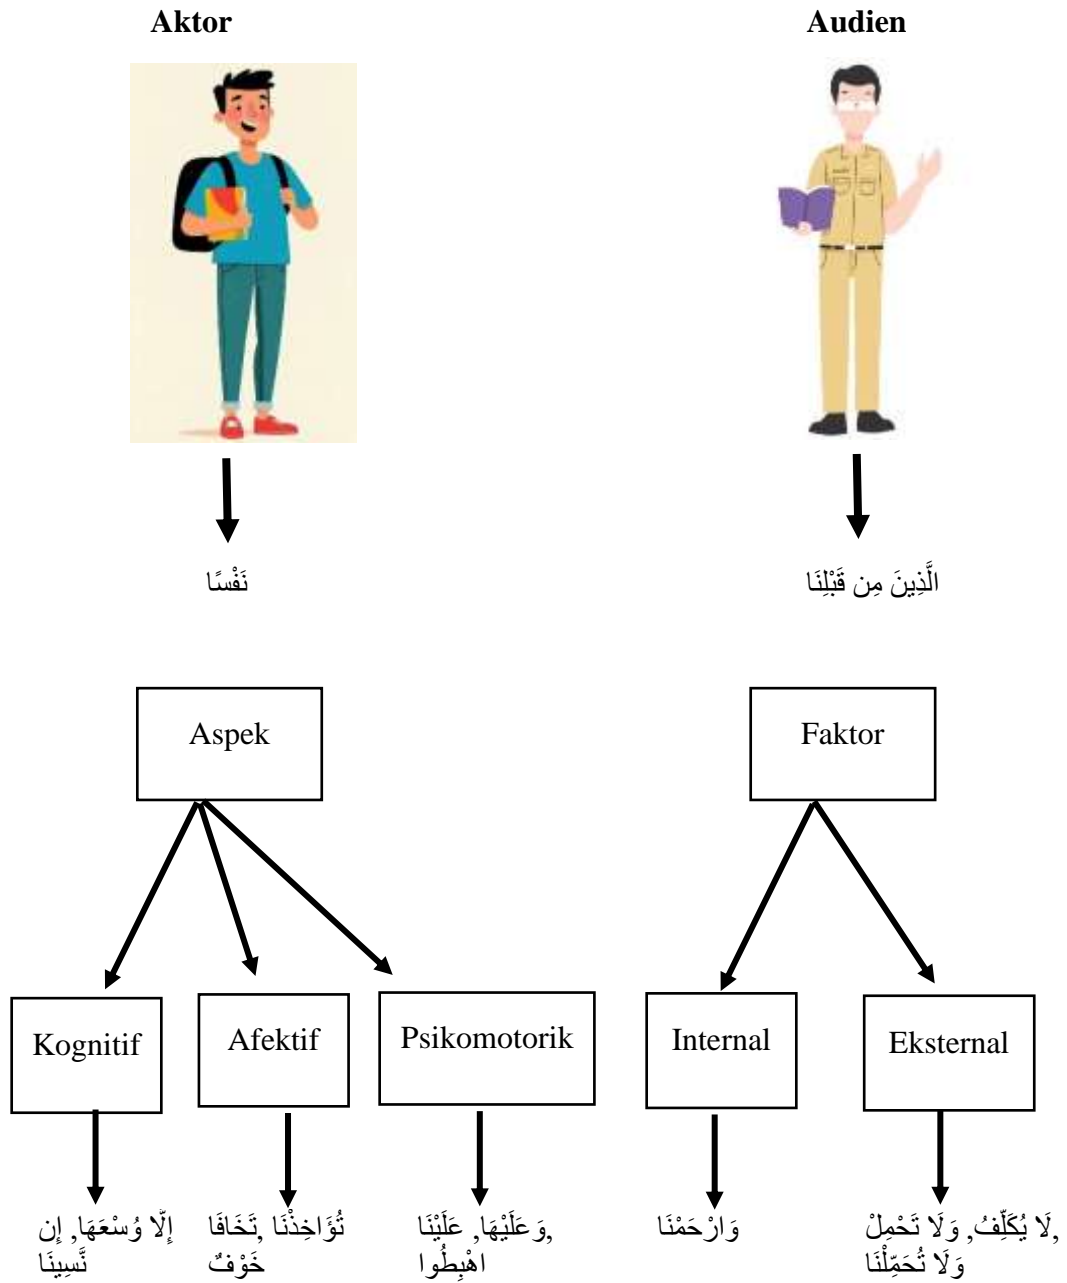 Aktor
Audien
نَفْسًا
الَّذِينَ مِن قَبْلِنَا
Aspek
Faktor
Kognitif
Afektif
Psikomotorik
Internal
Eksternal
إِلَّا وُسْعَهَا, إِن
نَّسِينَا
تُؤَاخِذْنَا ,تَخَافَا
خَوْفٌ
وَعَلَيْهَا, عَلَيْنَا,
اهْبِطُوا
وَارْحَمْنَا
لَا يُكَلِّفُ, وَلَا تَحْمِلْ,
وَلَا تُحَمِّلْنَا